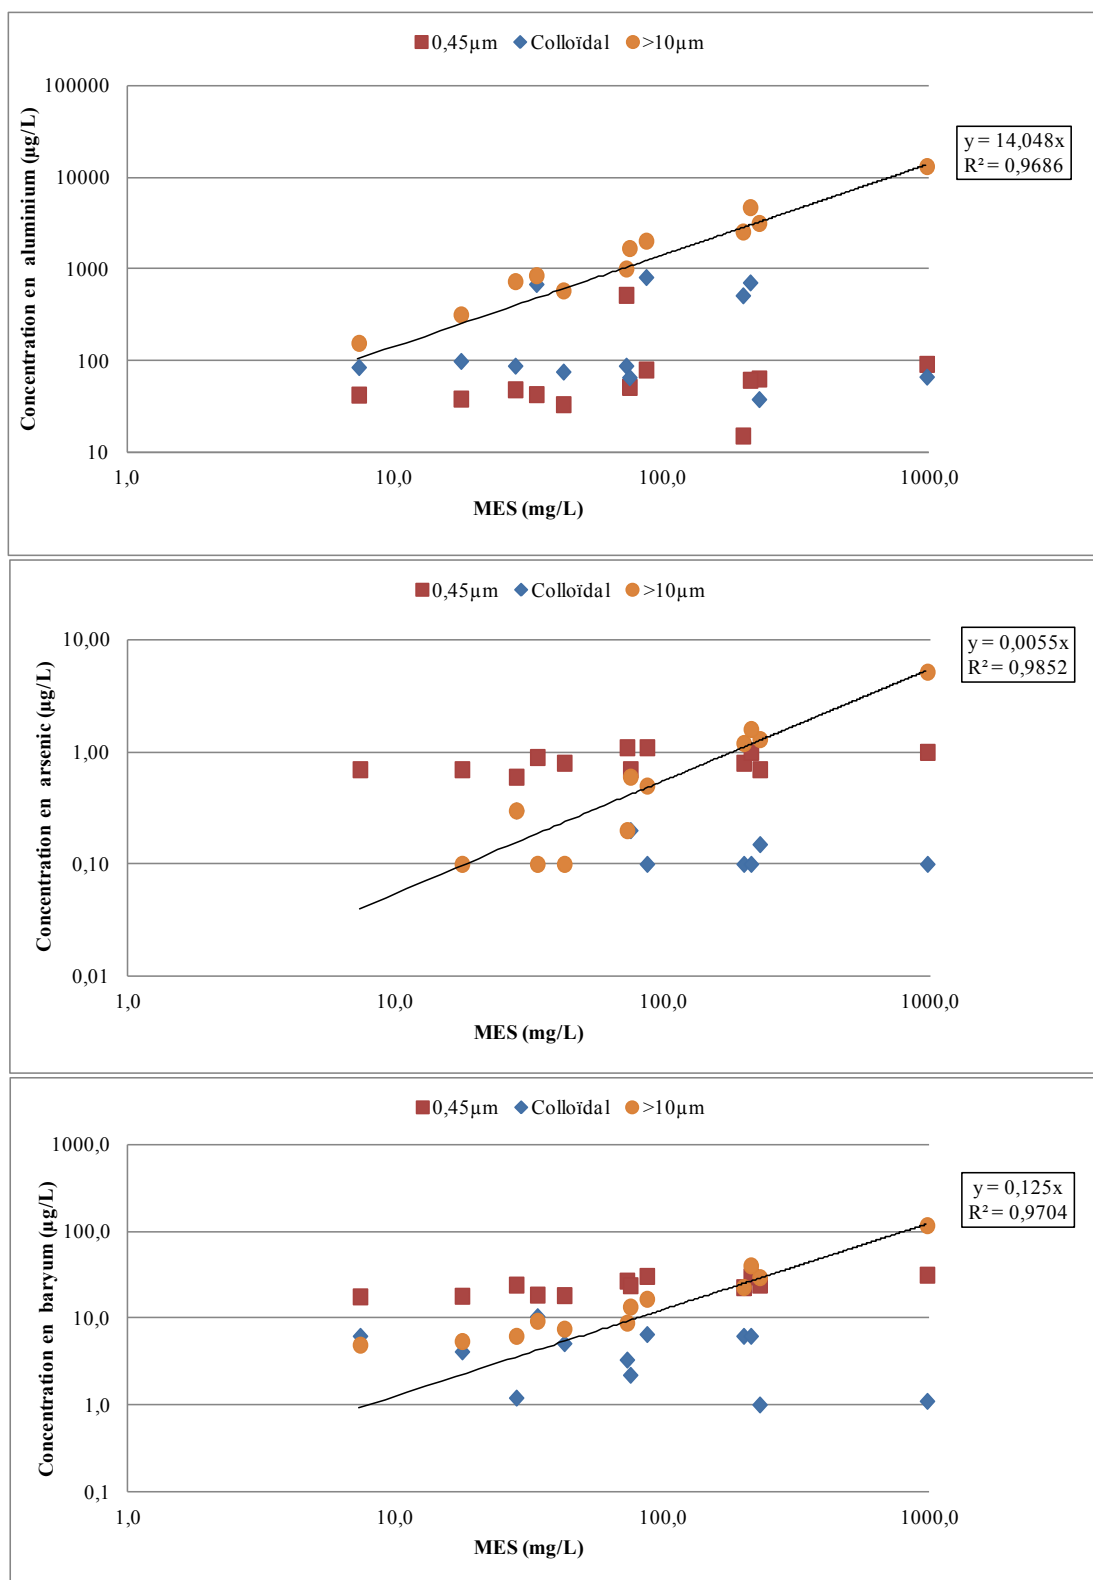 0,45µm Colloïdal >10µm
Concentration en aluminium (µg/L)
100000
10000
1000
100
10
y = 14,048x
R² = 0,9686
1,0 10,0 100,0 1000,0
MES (mg/L)
0,45µm Colloïdal >10µm
Concentration en arsenic (µg/L)
10,00
1,00
0,10
0,01
y = 0,0055x
R² = 0,9852
1,0 10,0 100,0 1000,0
MES (mg/L)
0,45µm Colloïdal >10µm
Concentration en baryum (µg/L)
1000,0
100,0
10,0
1,0
0,1
y = 0,125x
R² = 0,9704
1,0 10,0 100,0 1000,0
MES (mg/L)